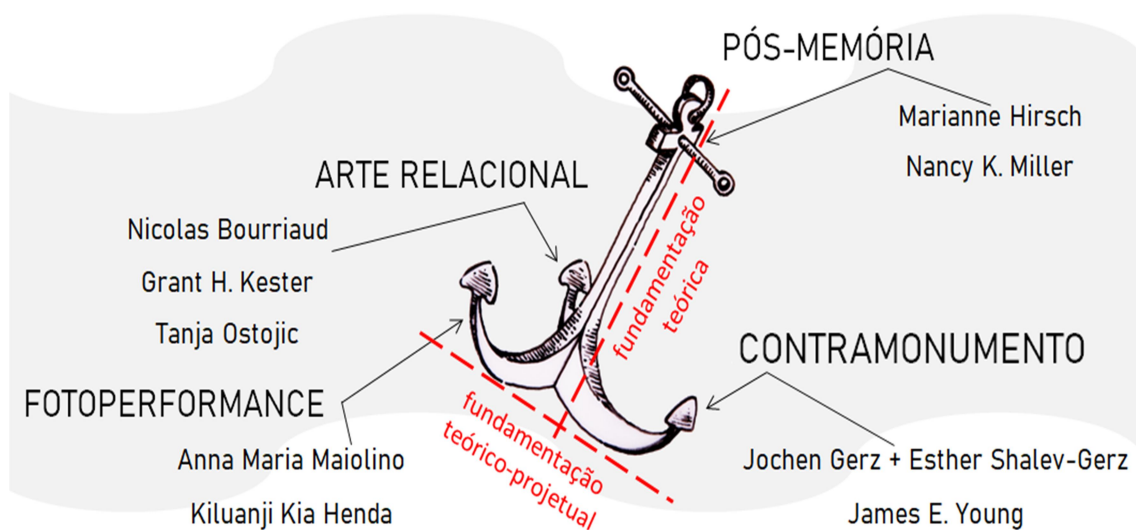 PÓS-MEMÓRIA
Marianne Hirsch
Nancy K. Miller
ARTE RELACIONAL
Nicolas Bourriaud
Grant H. Kester
Tanja Ostojic
fundamentação
teórica
CONTRAMONUMENTO
Jochen Gerz + Esther Shalev-Gerz
James E. Young
FOTOPERFORMANCE
Anna Maria Maiolino
Kiluanji Kia Henda
fundamentação
teórico-projetual